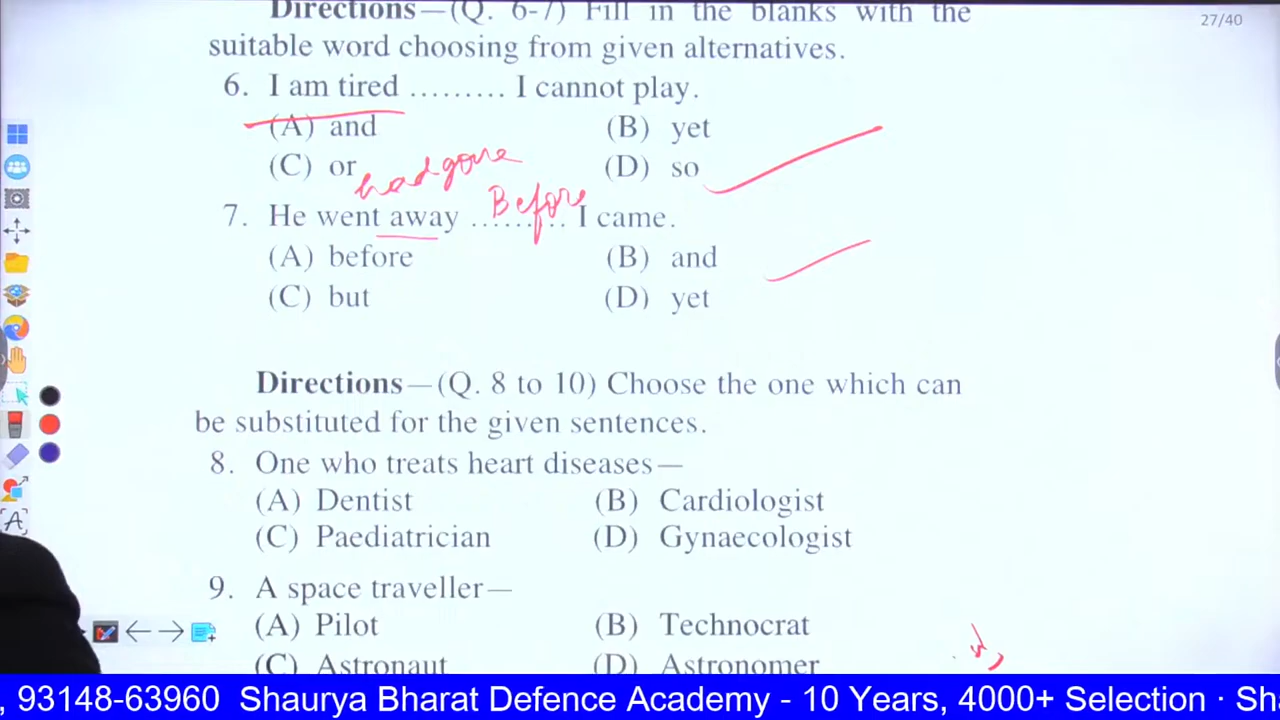 Directions—(Q. 6-7) Fill in the blanks with the
27/40
suitable word choosing from given alternatives.
6. I am tired ......... I cannot play.
(A) and (B) yet
(C) or (D) so
had gone
Before
7. He went away ......... I came.
(A) before (B) and
(C) but (D) yet
Directions—(Q. 8 to 10) Choose the one which can
be substituted for the given sentences.
8. One who treats heart diseases—
(A) Dentist (B) Cardiologist
(C) Paediatrician (D) Gynaecologist
9. A space traveller—
(A) Pilot (B) Technocrat
(C) Astronaut (D) Astronomer
, 93148-63960 Shaurya Bharat Defence Academy - 10 Years, 4000+ Selection · Sha